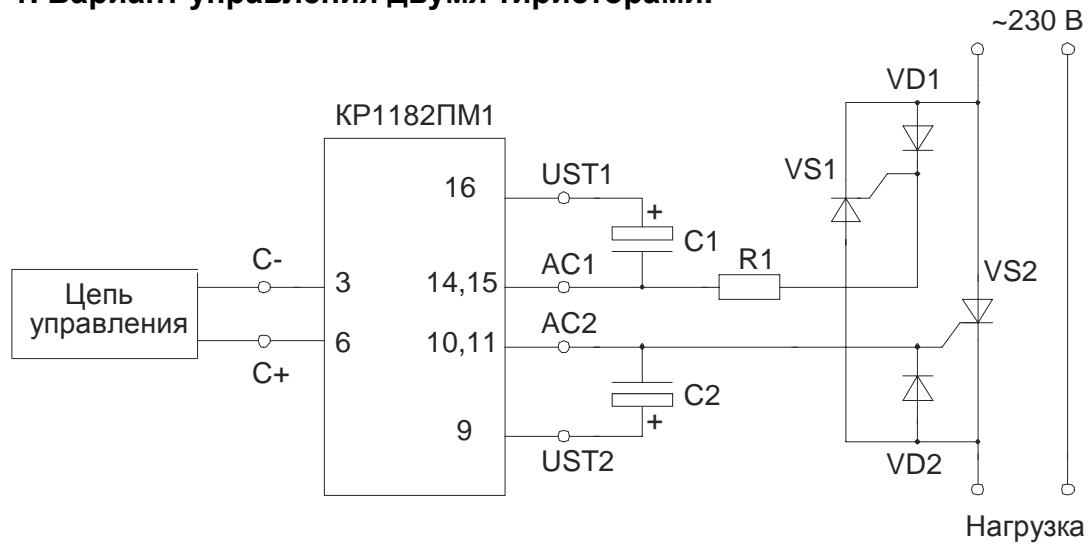 ~230 В
VD1
КР1182ПМ1
VS1
16
UST1
+
C1
R1
C-
AC1
VS2
Цепь
управления
3
14,15
AC2
6
10,11
C+
C2
+
9
UST2
VD2
Нагрузка